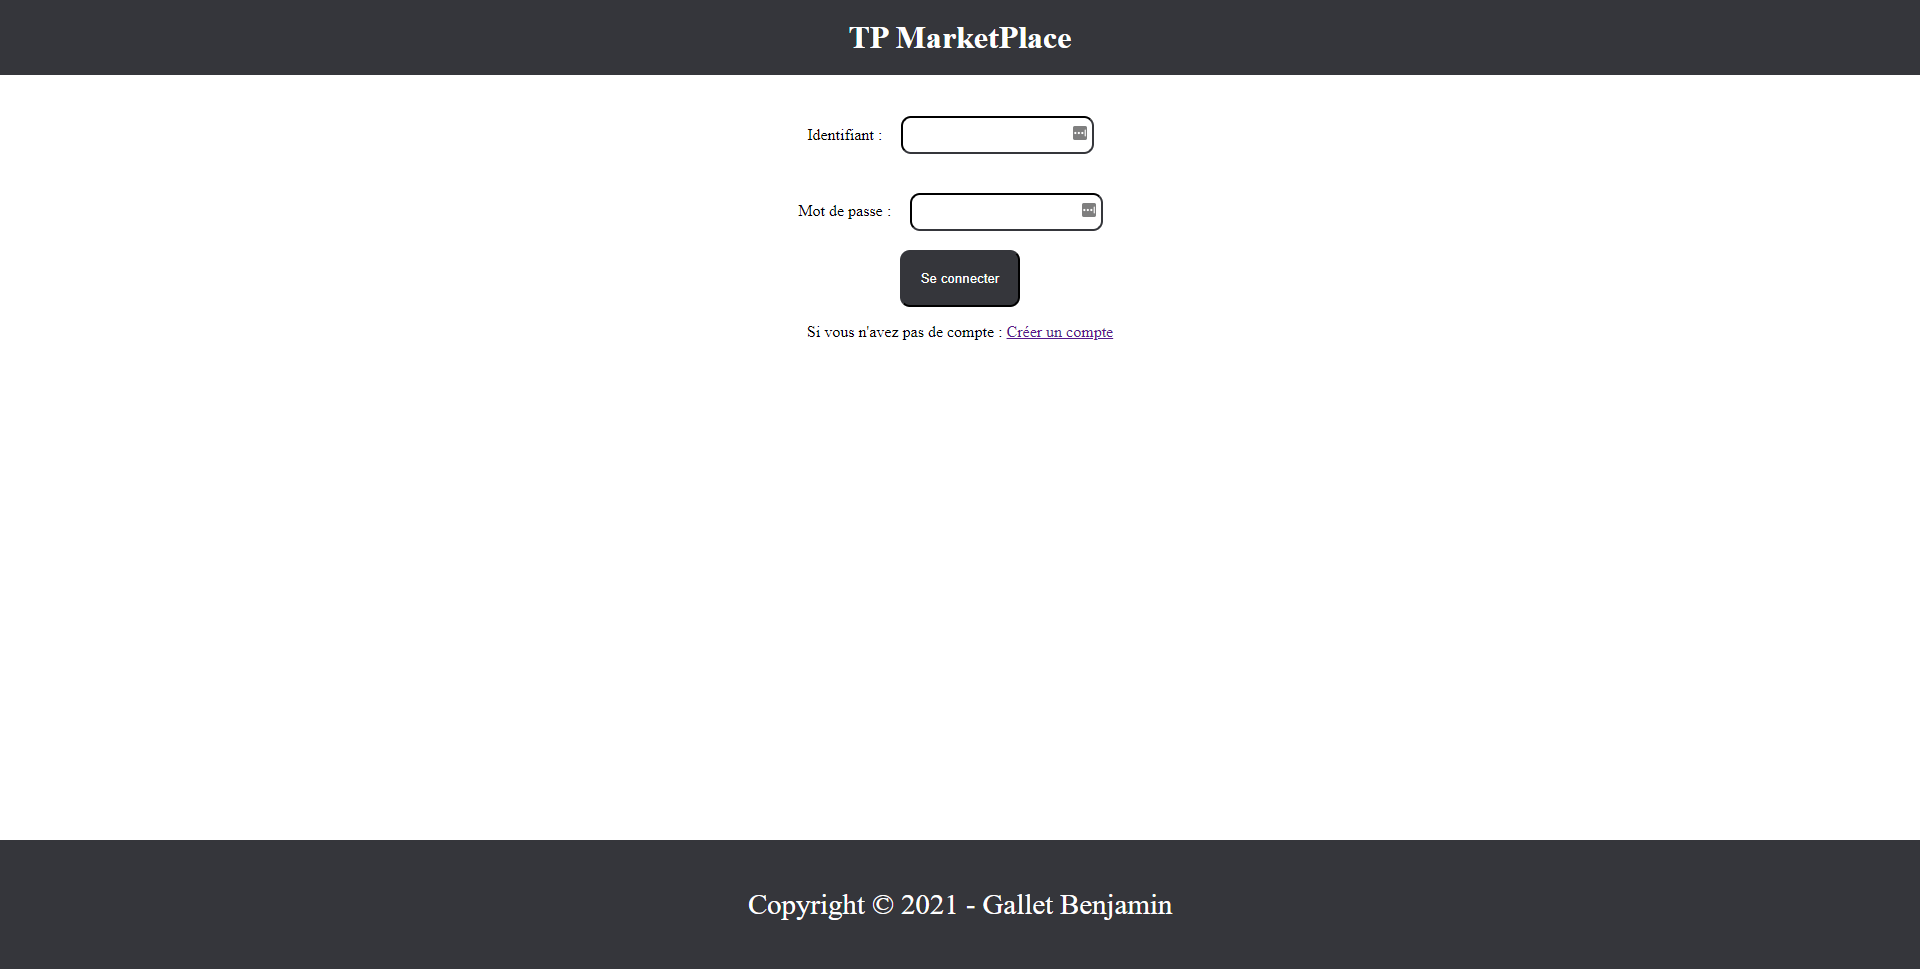 TP MarketPlace
Identifiant :
Mot de passe :
Se connecter
Si vous n'avez pas de compte : Créer un compte
Copyright © 2021 - Gallet Benjamin